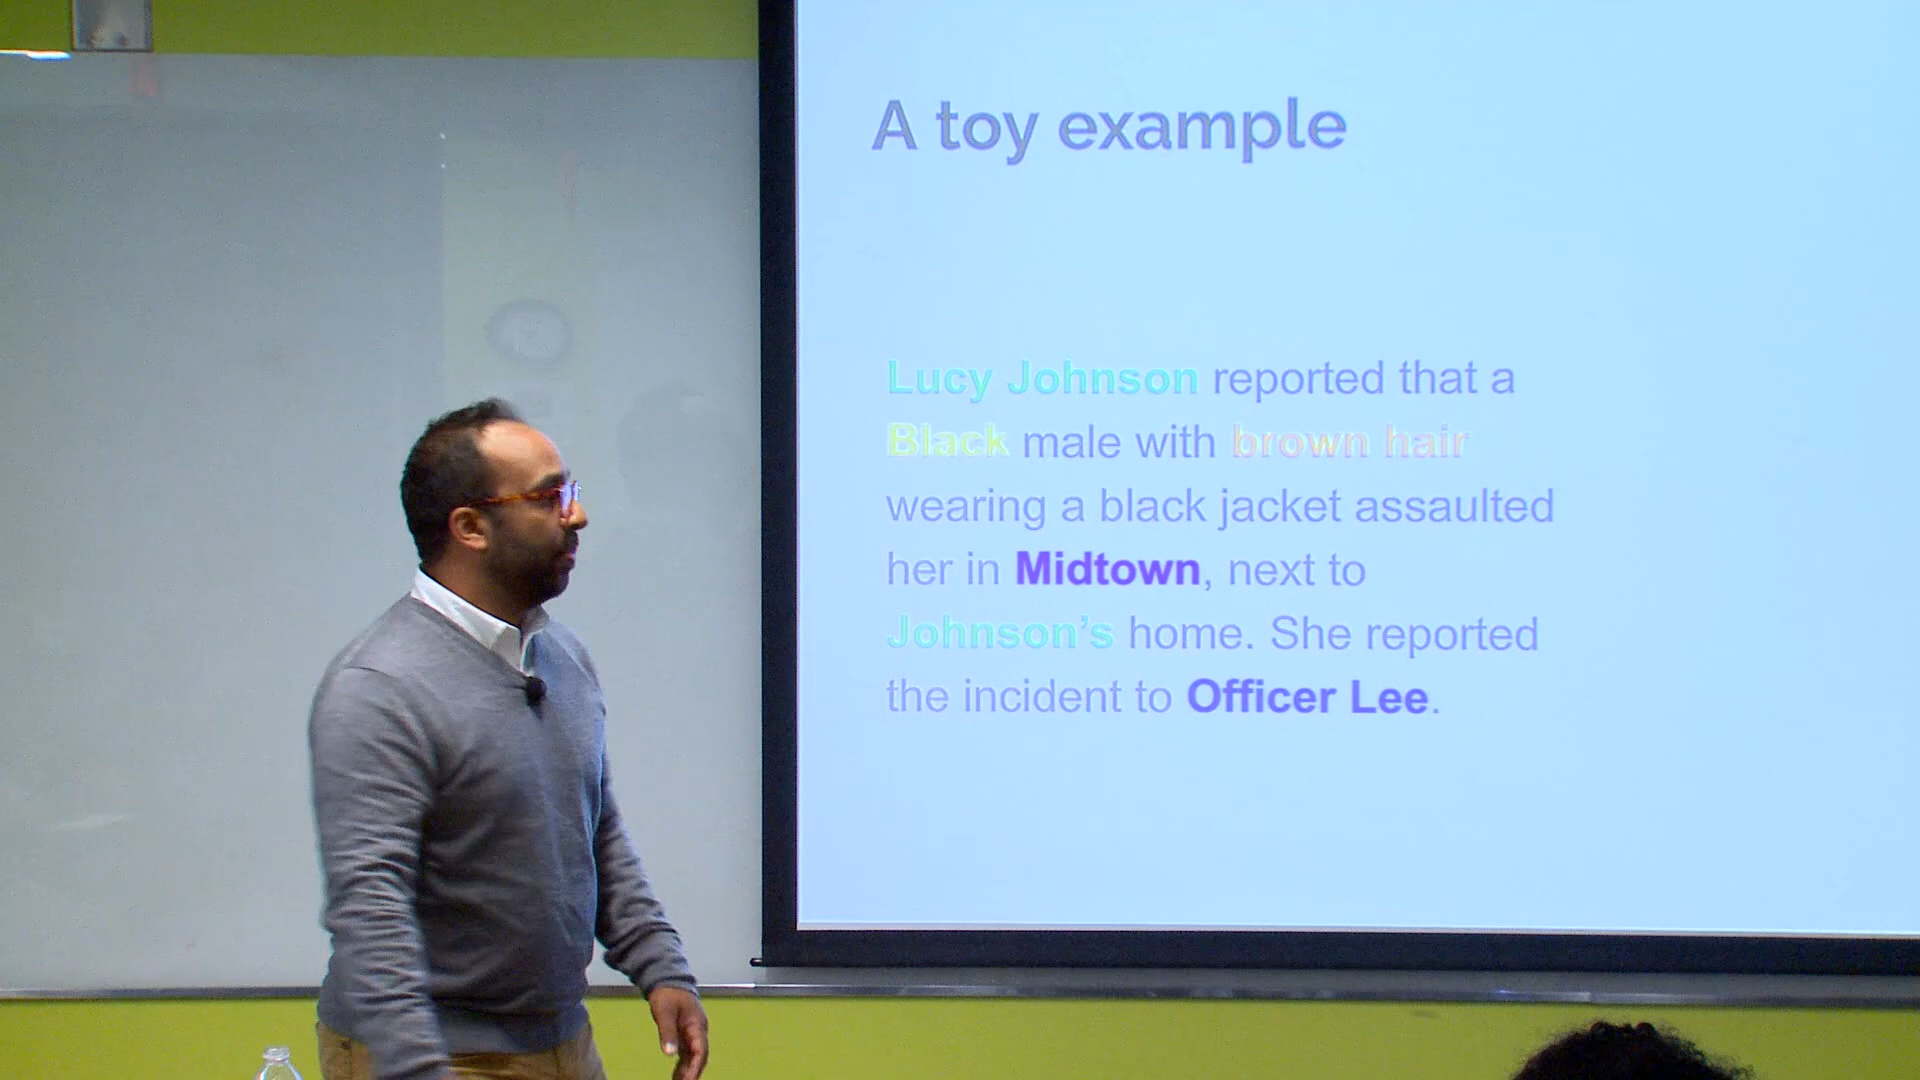 A toy example
Lucy Johnson reported that a
Black male with brown hair
wearing a black jacket assaulted
her in Midtown, next to
Johnson’s home. She reported
the incident to Officer Lee.